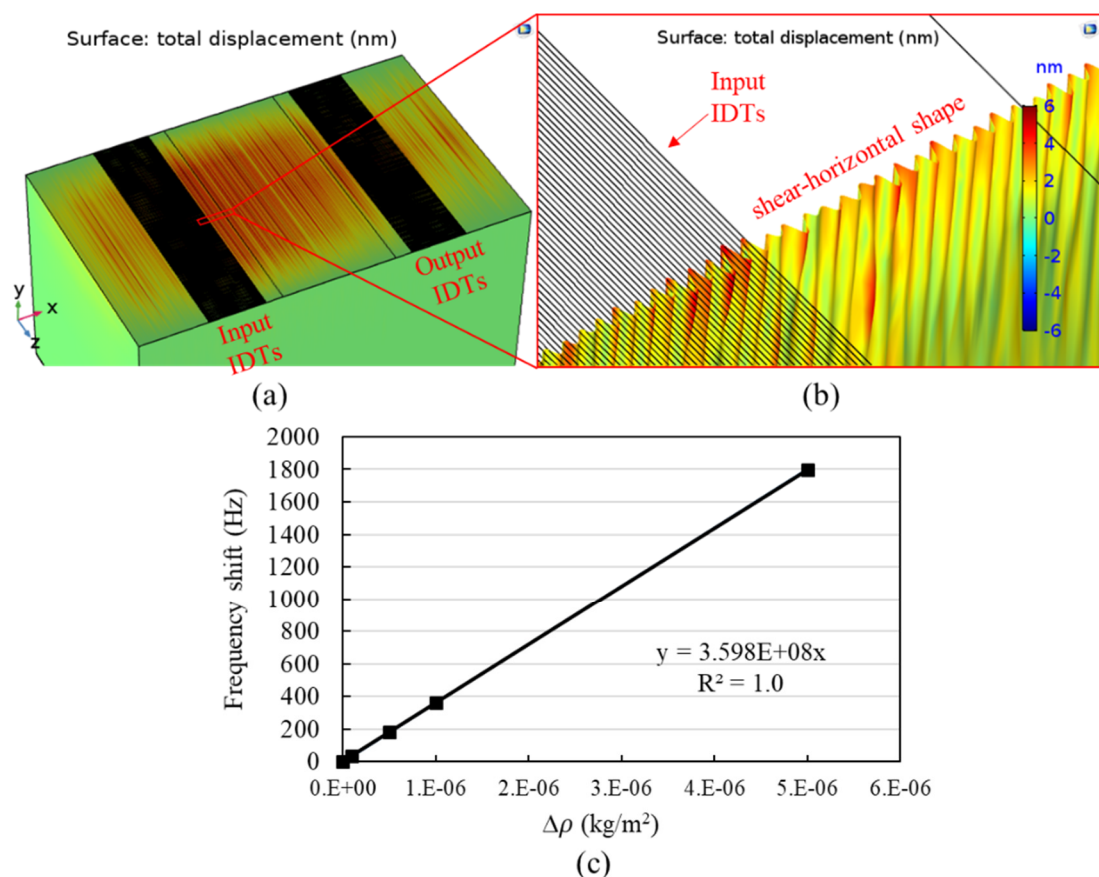 Surface: total displacement (nm)
y
x
z
Input
IDTs
Output
IDTs
(a)
Surface: total displacement (nm)
Input
IDTs
shear-horizontal shape
nm
6
4
2
0
-2
-4
-6
(b)
2000
1800
1600
1400
1200
1000
800
600
400
200
0
Frequency shift (Hz)
y = 3.598E+08x
R² = 1.0
0.E+00 1.E-06 2.E-06 3.E-06 4.E-06 5.E-06 6.E-06
Δρ (kg/m²)
(c)